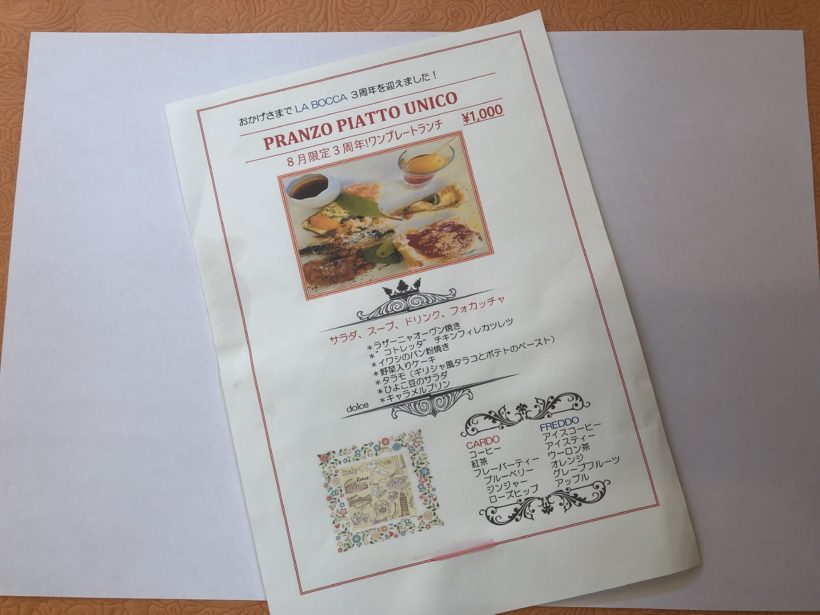 おかげさまで LA BOCCA 3周年を迎えました！
PRANZO PIATTO UNICO
8月限定3周年!ワンプレートランチ ¥1,000
サラダ、スープ、ドリンク、フォカッチャ
＊ラザーニャオーヴン焼き
＊”コトレッタ” チキンフィレカツレツ
＊イワシのパン粉焼き
＊野菜入りケーキ
＊タラモ（ギリシャ風タラコとポテトのペースト）
＊ひよこ豆のサラダ
dolce ＊キャラメルプリン
CARDO
コーヒー
紅茶
フレーバーティー
ブルーベリー
ジンジャー
ローズヒップ
FREDDO
アイスコーヒー
アイスティー
ウーロン茶
オレンジ
グレープフルーツ
アップル